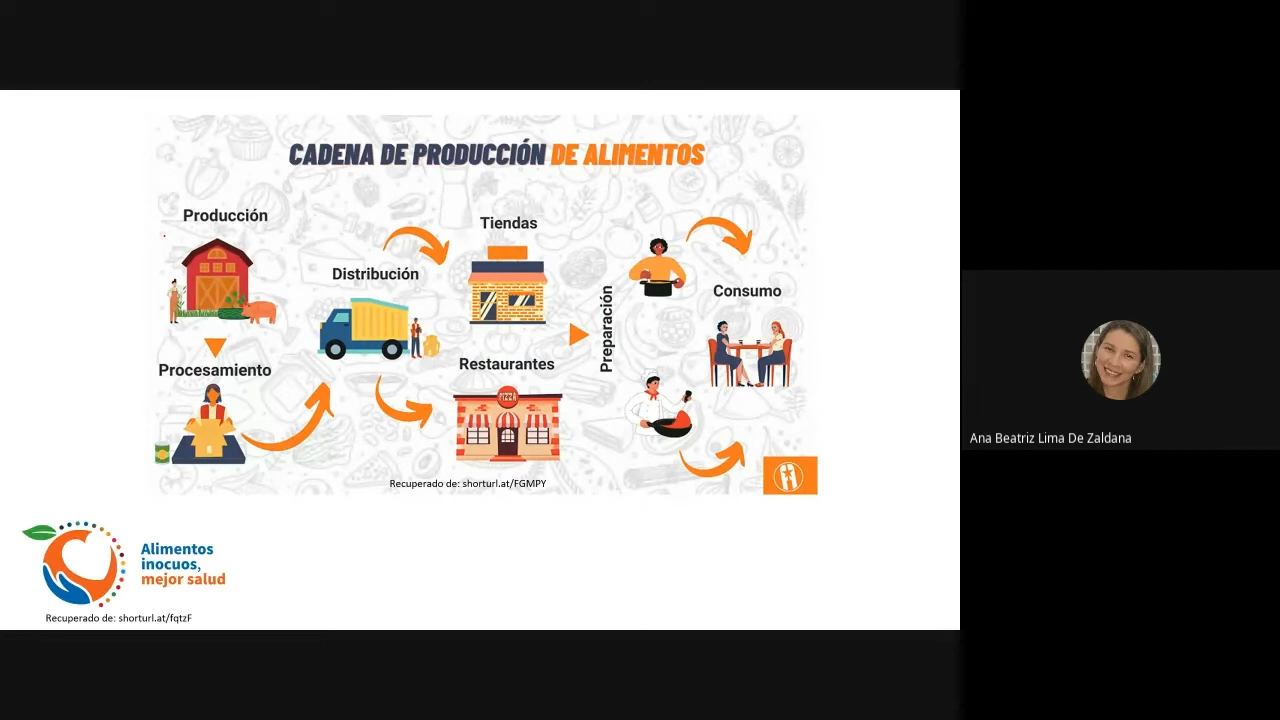 CADENA DE PRODUCCIÓN DE ALIMENTOS
Producción
Procesamiento
Distribución
Tiendas
Restaurantes
PIZZA
Preparación
Consumo
Recuperado de: shorturl.at/FGMPY
Alimentos
inocuos,
mejor salud
Recuperado de: shorturl.at/fqtzF
Ana Beatriz Lima De Zaldana